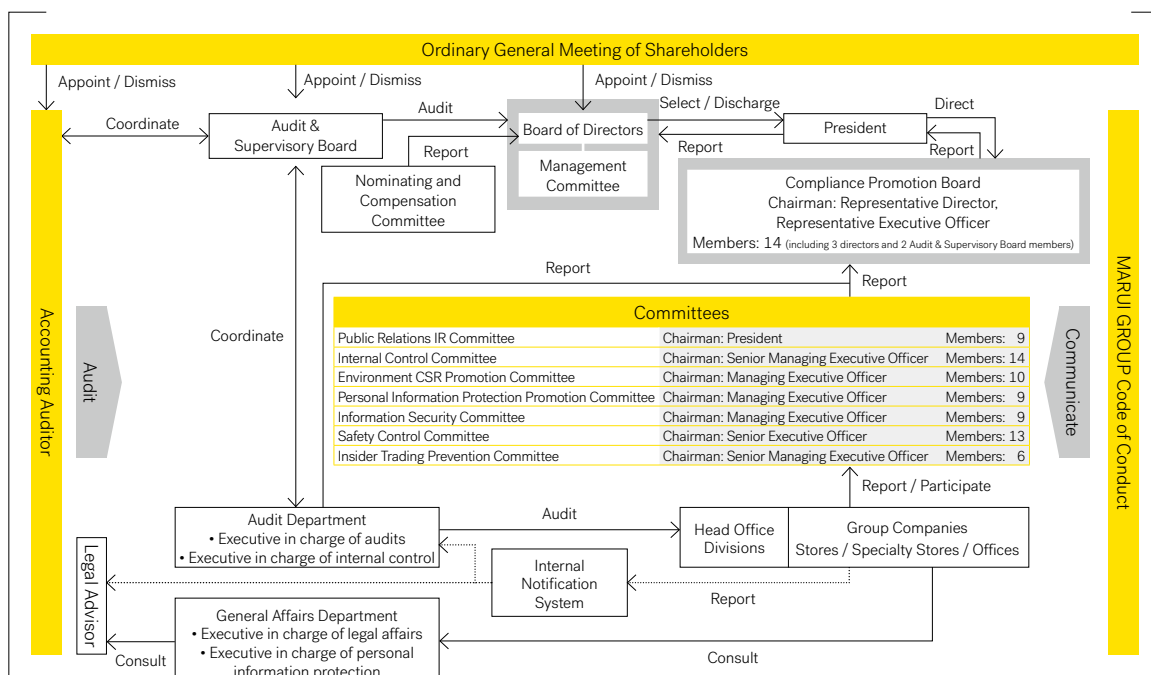 Ordinary General Meeting of Shareholders
Appoint / Dismiss
Appoint / Dismiss
Appoint / Dismiss
Coordinate
Audit &
Supervisory Board
Audit
Report
Nominating and
Compensation
Committee
Board of Directors
Management
Committee
Select / Discharge
Report
President
Direct
Report
Compliance Promotion Board
Chairman: Representative Director,
Representative Executive Officer
Members: 14 (including 3 directors and 2 Audit & Supervisory Board members)
Accounting Auditor
Audit
Coordinate
Report
Report
Committees
Public Relations IR Committee Chairman: President Members: 9
Internal Control Committee Chairman: Senior Managing Executive Officer Members: 14
Environment CSR Promotion Committee Chairman: Managing Executive Officer Members: 10
Personal Information Protection Promotion Committee Chairman: Managing Executive Officer Members: 9
Information Security Committee Chairman: Managing Executive Officer Members: 9
Safety Control Committee Chairman: Senior Executive Officer Members: 13
Insider Trading Prevention Committee Chairman: Senior Managing Executive Officer Members: 6
Communicate
MARUI GROUP Code of Conduct
Report / Participate
Audit Department
• Executive in charge of audits
• Executive in charge of internal control
Audit
Head Office
Divisions
Group Companies
Stores / Specialty Stores / Offices
Legal Advisor
Internal
Notification
System
Report
General Affairs Department
• Executive in charge of legal affairs
• Executive in charge of personal
information protection
Consult
Consult